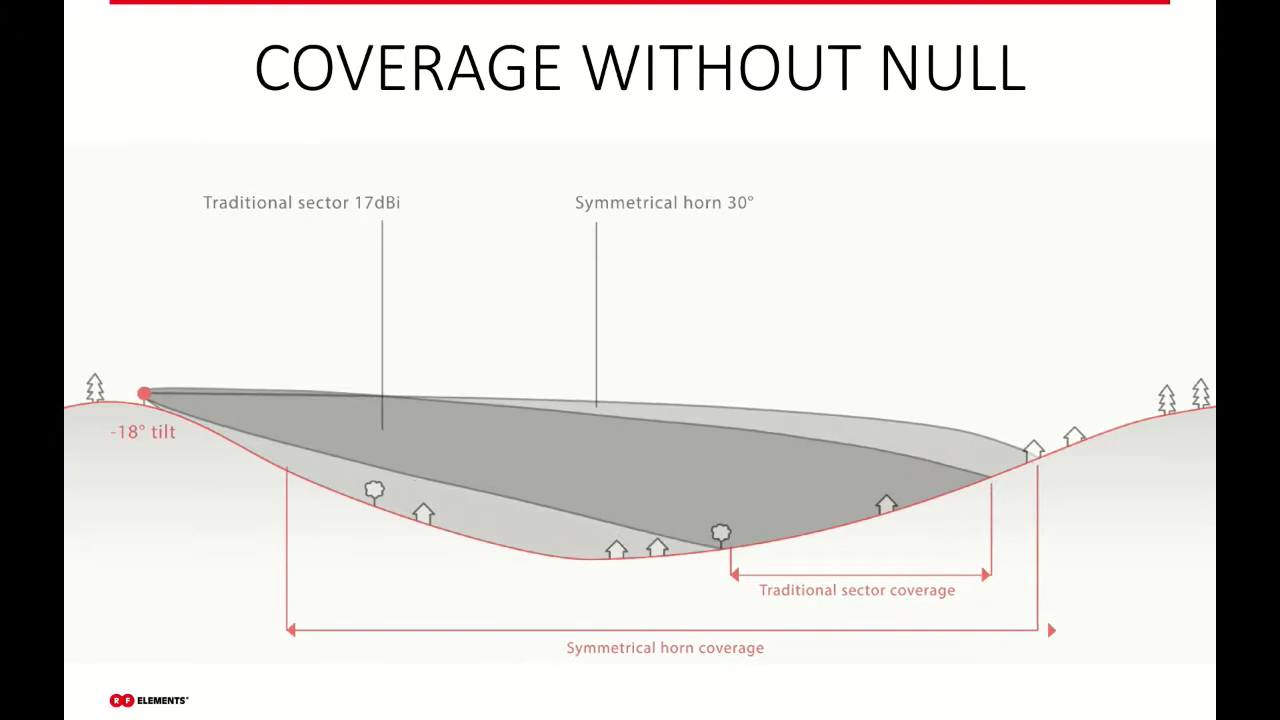 COVERAGE WITHOUT NULL
Traditional sector 17dBi
Symmetrical horn 30°
-18° tilt
Traditional sector coverage
Symmetrical horn coverage
RF ELEMENTS®